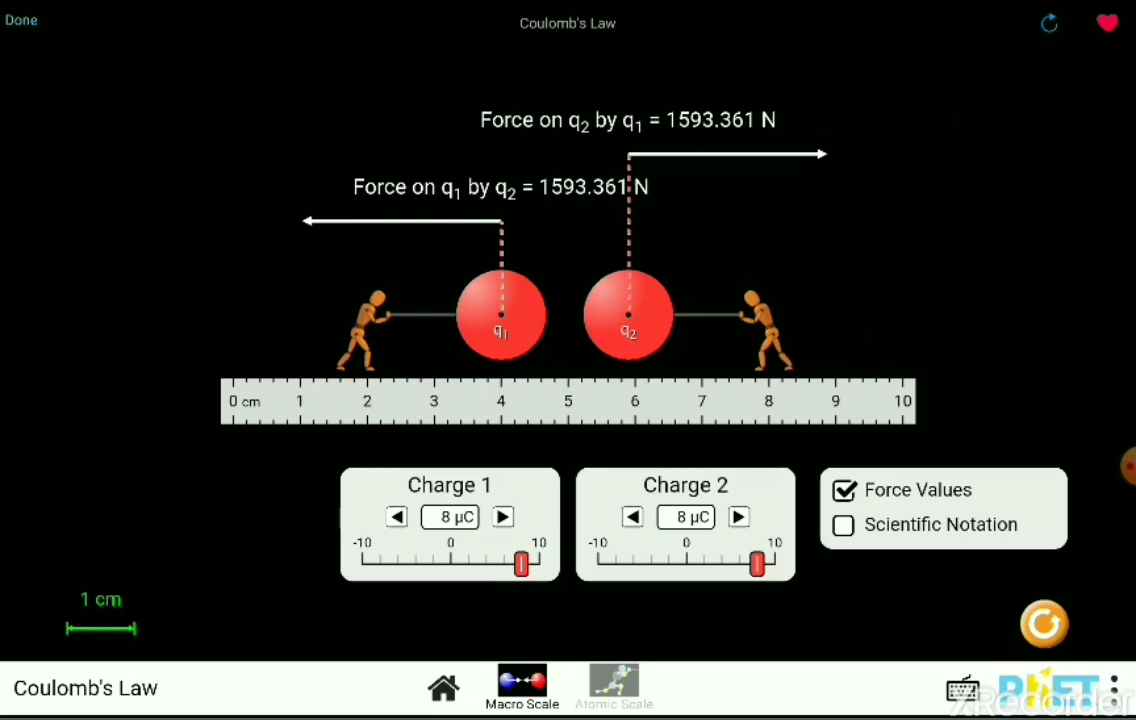 Done
Coulomb's Law
Force on q₂ by q₁ = 1593.361 N
Force on q₁ by q₂ = 1593.361 N
q₁
q₂
0 cm 1 2 3 4 5 6 7 8 9 10
Charge 1
8 μC
-10 0 10
Charge 2
8 μC
-10 0 10
Force Values
Scientific Notation
1 cm
Coulomb's Law
Macro Scale
Atomic Scale
PhET
XRecorder